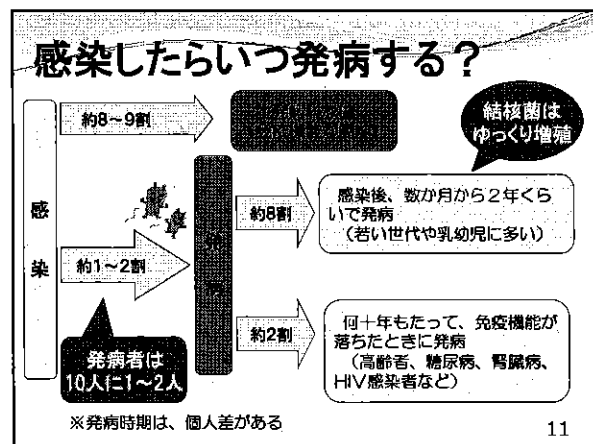 感染したらいつ発病する？
約8～9割
結核菌は
ゆっくり増殖
感
染
約1～2割
発病者は
10人に1～2人
約8割
感染後、数か月から２年くら
いで発病
（若い世代や乳幼児に多い）
約2割
何十年もたって、免疫機能が
落ちたときに発病
（高齢者、糖尿病、腎臓病、
HIV感染者など）
※発病時期は、個人差がある
11